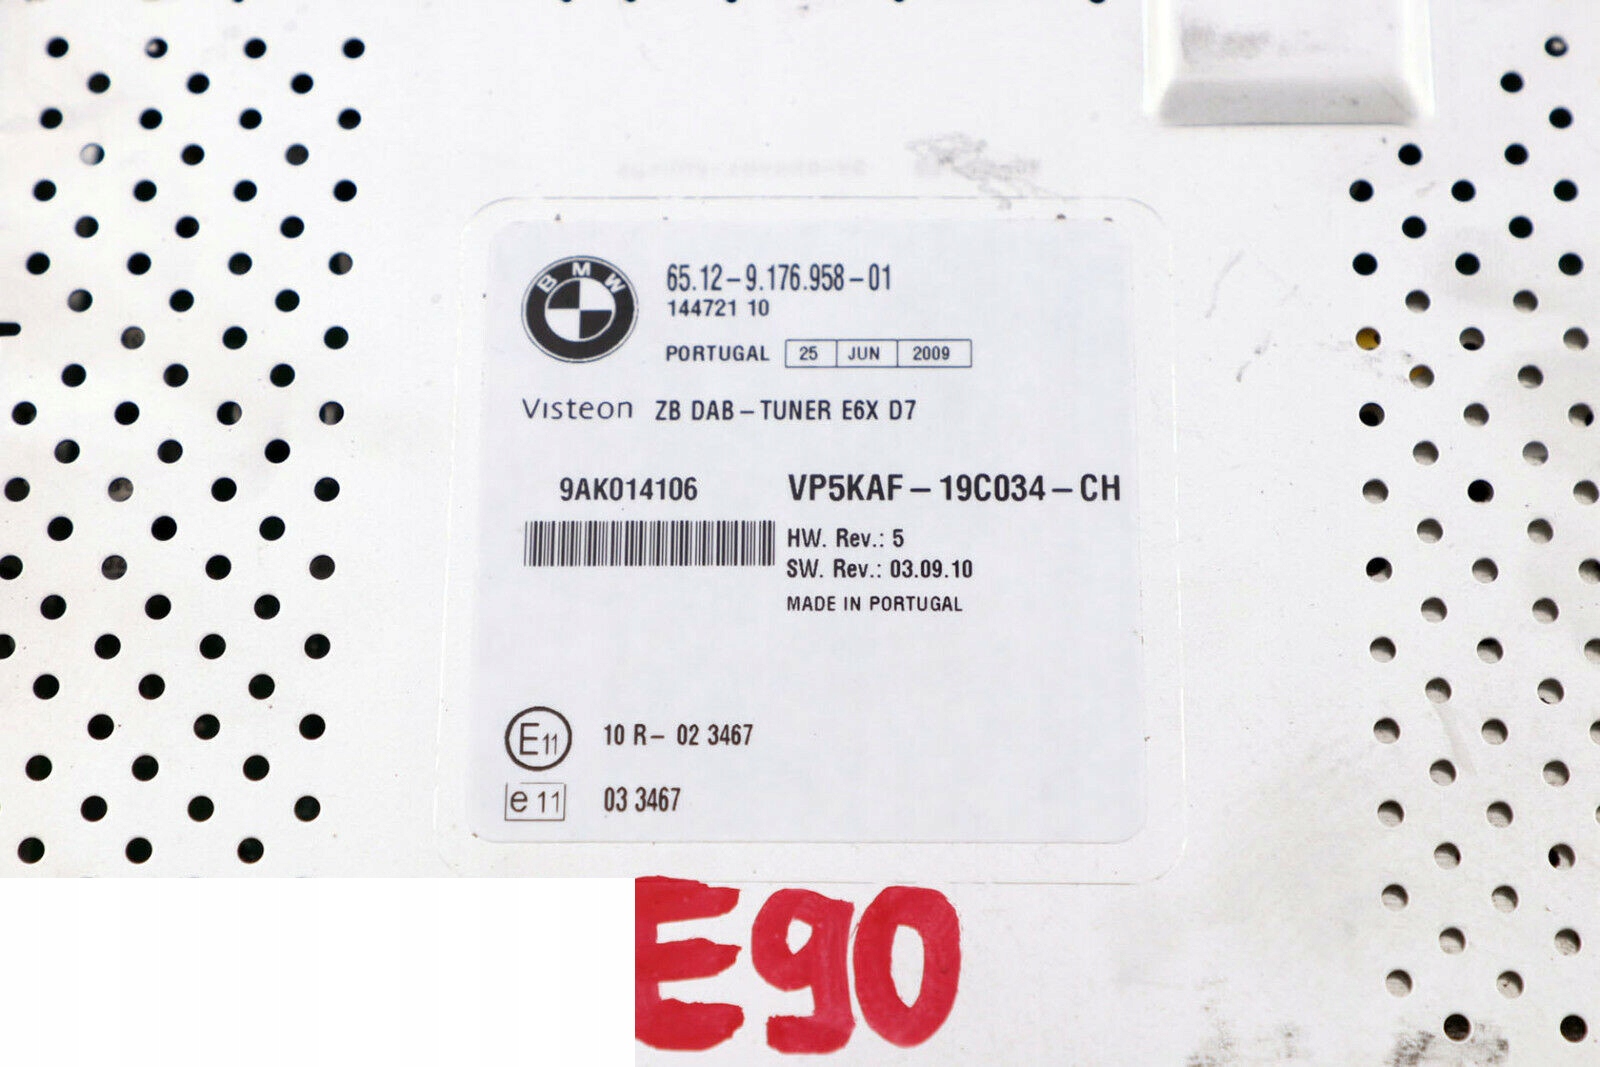 BMW
65.12-9.176.958-01
144721 10
PORTUGAL 25 JUN 2009
Visteon ZB DAB-TUNER E6X D7
9AK014106 VP5KAF-19C034-CH
HW. Rev.: 5
SW. Rev.: 03.09.10
MADE IN PORTUGAL
E11 10 R- 02 3467
e 11 03 3467
E90